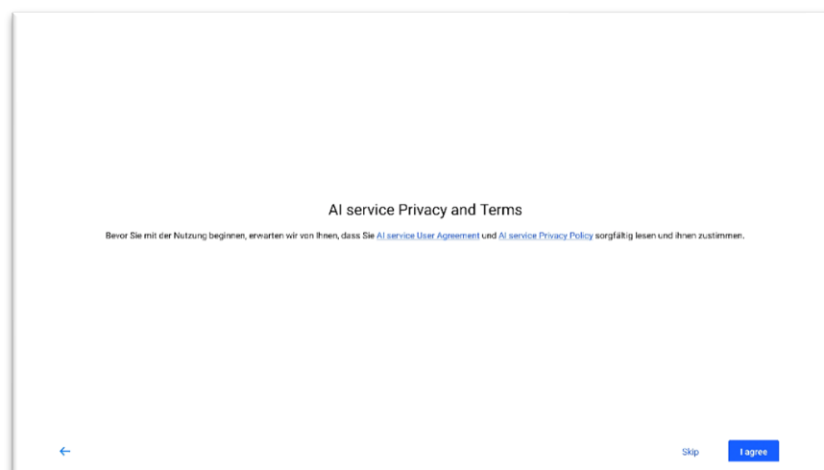 AI service Privacy and Terms
Bevor Sie mit der Nutzung beginnen, erwarten wir von Ihnen, dass Sie AI service User Agreement und AI service Privacy Policy sorgfältig lesen und ihnen zustimmen.
Skip
I agree